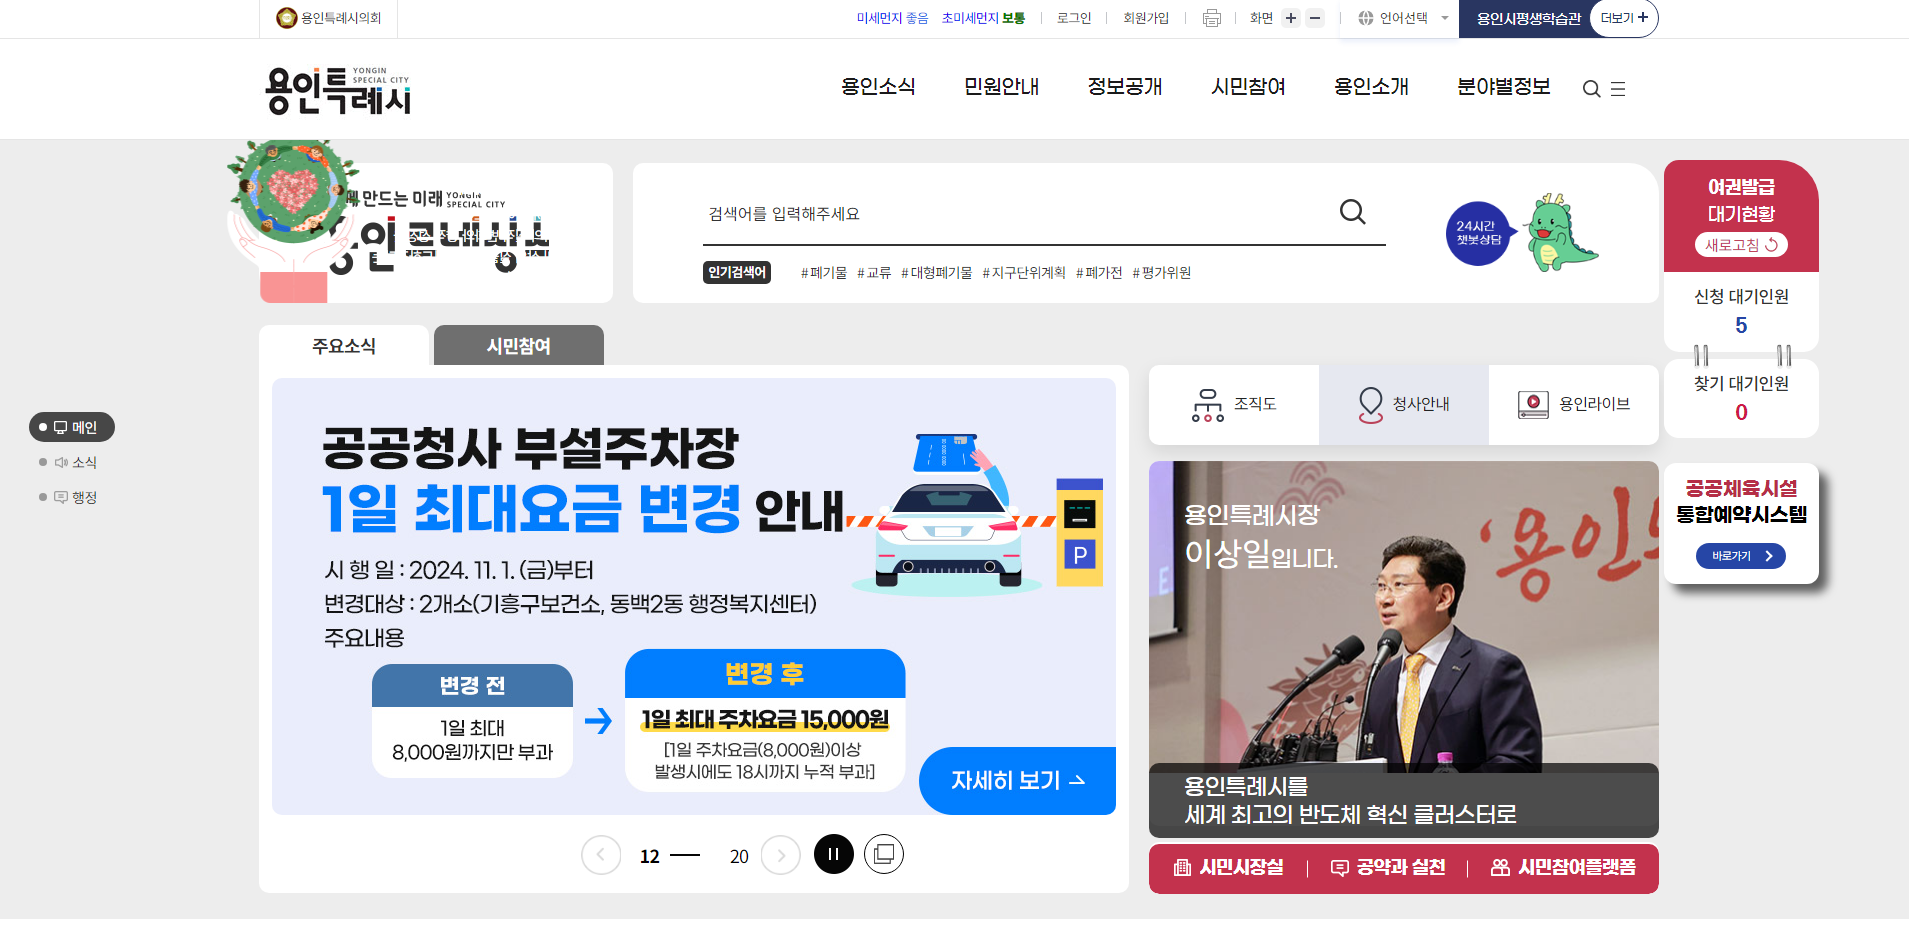 용인특례시의회
미세먼지 좋음 초미세먼지 보통
로그인
회원가입
화면
언어선택
용인시평생학습관
더보기 +
용인특례시 YONGIN SPECIAL CITY
용인소식
민원안내
정보공개
시민참여
용인소개
분야별정보
만드는 미래 YONGIN SPECIAL CITY
검색어를 입력해주세요
인기검색어
#폐기물 #교류 #대형폐기물 #지구단위계획 #폐가전 #평가위원
24시간
챗봇상담
여권발급
대기현황
새로고침
신청 대기인원
5
찾기 대기인원
0
공공체육시설
통합예약시스템
바로가기
메인
소식
행정
주요소식
시민참여
공공청사 부설주차장
1일 최대요금 변경 안내
시 행 일 : 2024. 11. 1. (금)부터
변경대상 : 2개소(기흥구보건소, 동백2동 행정복지센터)
주요내용
변경 전
1일 최대
8,000원까지만 부과
변경 후
1일 최대 주차요금 15,000원
[1일 주차요금(8,000원)이상
발생시에도 18시까지 누적 부과]
P
자세히 보기
12
20
조직도
청사안내
용인라이브
용인특례시장
이상일입니다.
용인특례시를
세계 최고의 반도체 혁신 클러스터로
시민시장실
공약과 실천
시민참여플랫폼